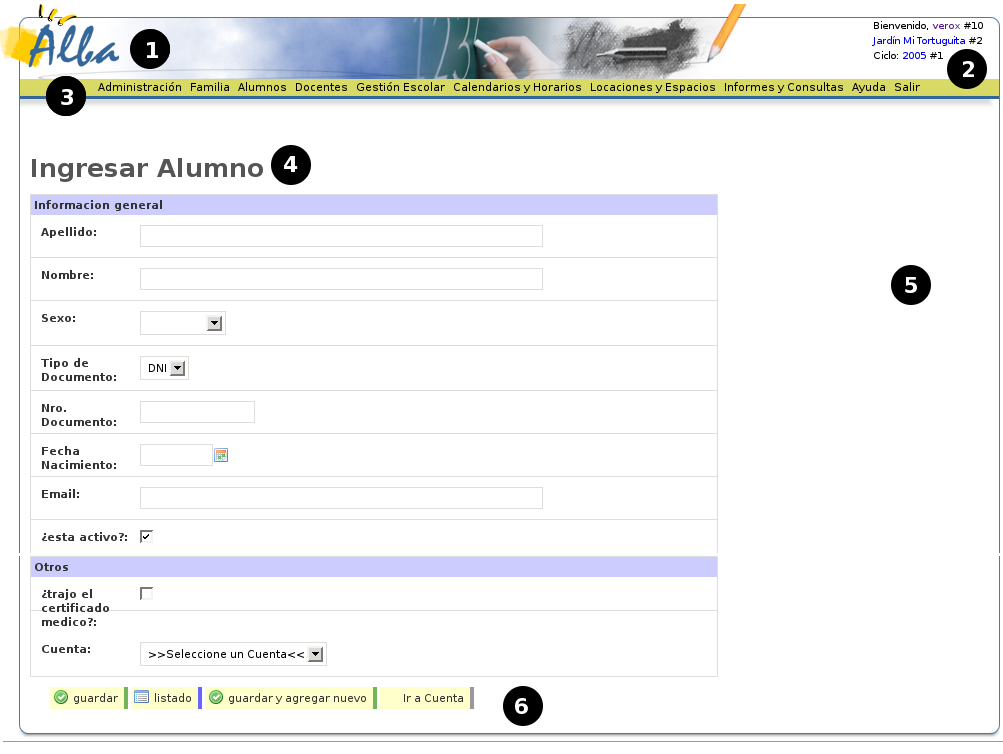 Alba
1
Bienvenido, verox #10
Jardín Mi Tortuguita #2
Ciclo: 2005 #1
2
3
Administración Familia Alumnos Docentes Gestión Escolar Calendarios y Horarios Locaciones y Espacios Informes y Consultas Ayuda Salir
Ingresar Alumno
4
Informacion general
Apellido:
5
Nombre:
Sexo:
Tipo de
Documento:
DNI
Nro.
Documento:
Fecha
Nacimiento:
Email:
¿esta activo?:
Otros
¿trajo el
certificado
medico?:
Cuenta:
>>Seleccione un Cuenta<<
guardar listado guardar y agregar nuevo Ir a Cuenta
6